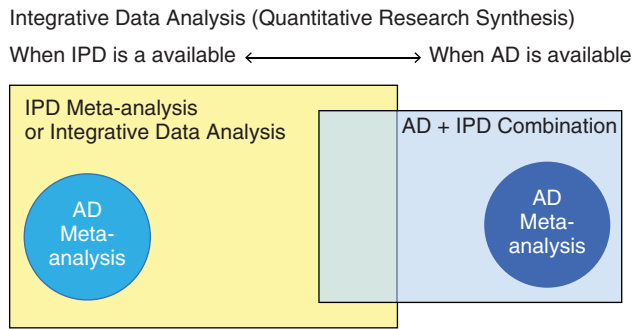 Integrative Data Analysis (Quantitative Research Synthesis)
When IPD is a available ⟷ When AD is available
IPD Meta-analysis
or Integrative Data Analysis
AD + IPD Combination
AD
Meta-
analysis
AD
Meta-
analysis